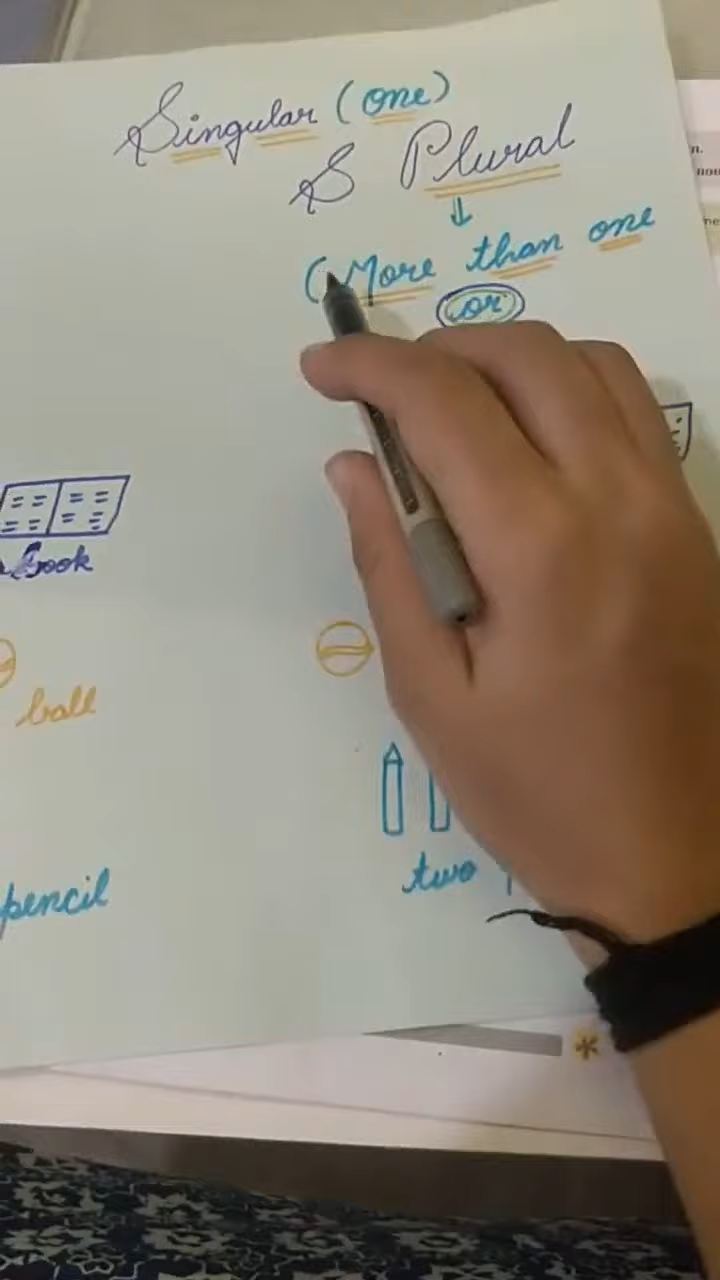 Singular (one)
& Plural
(More than one
or
book
ball
two
pencil